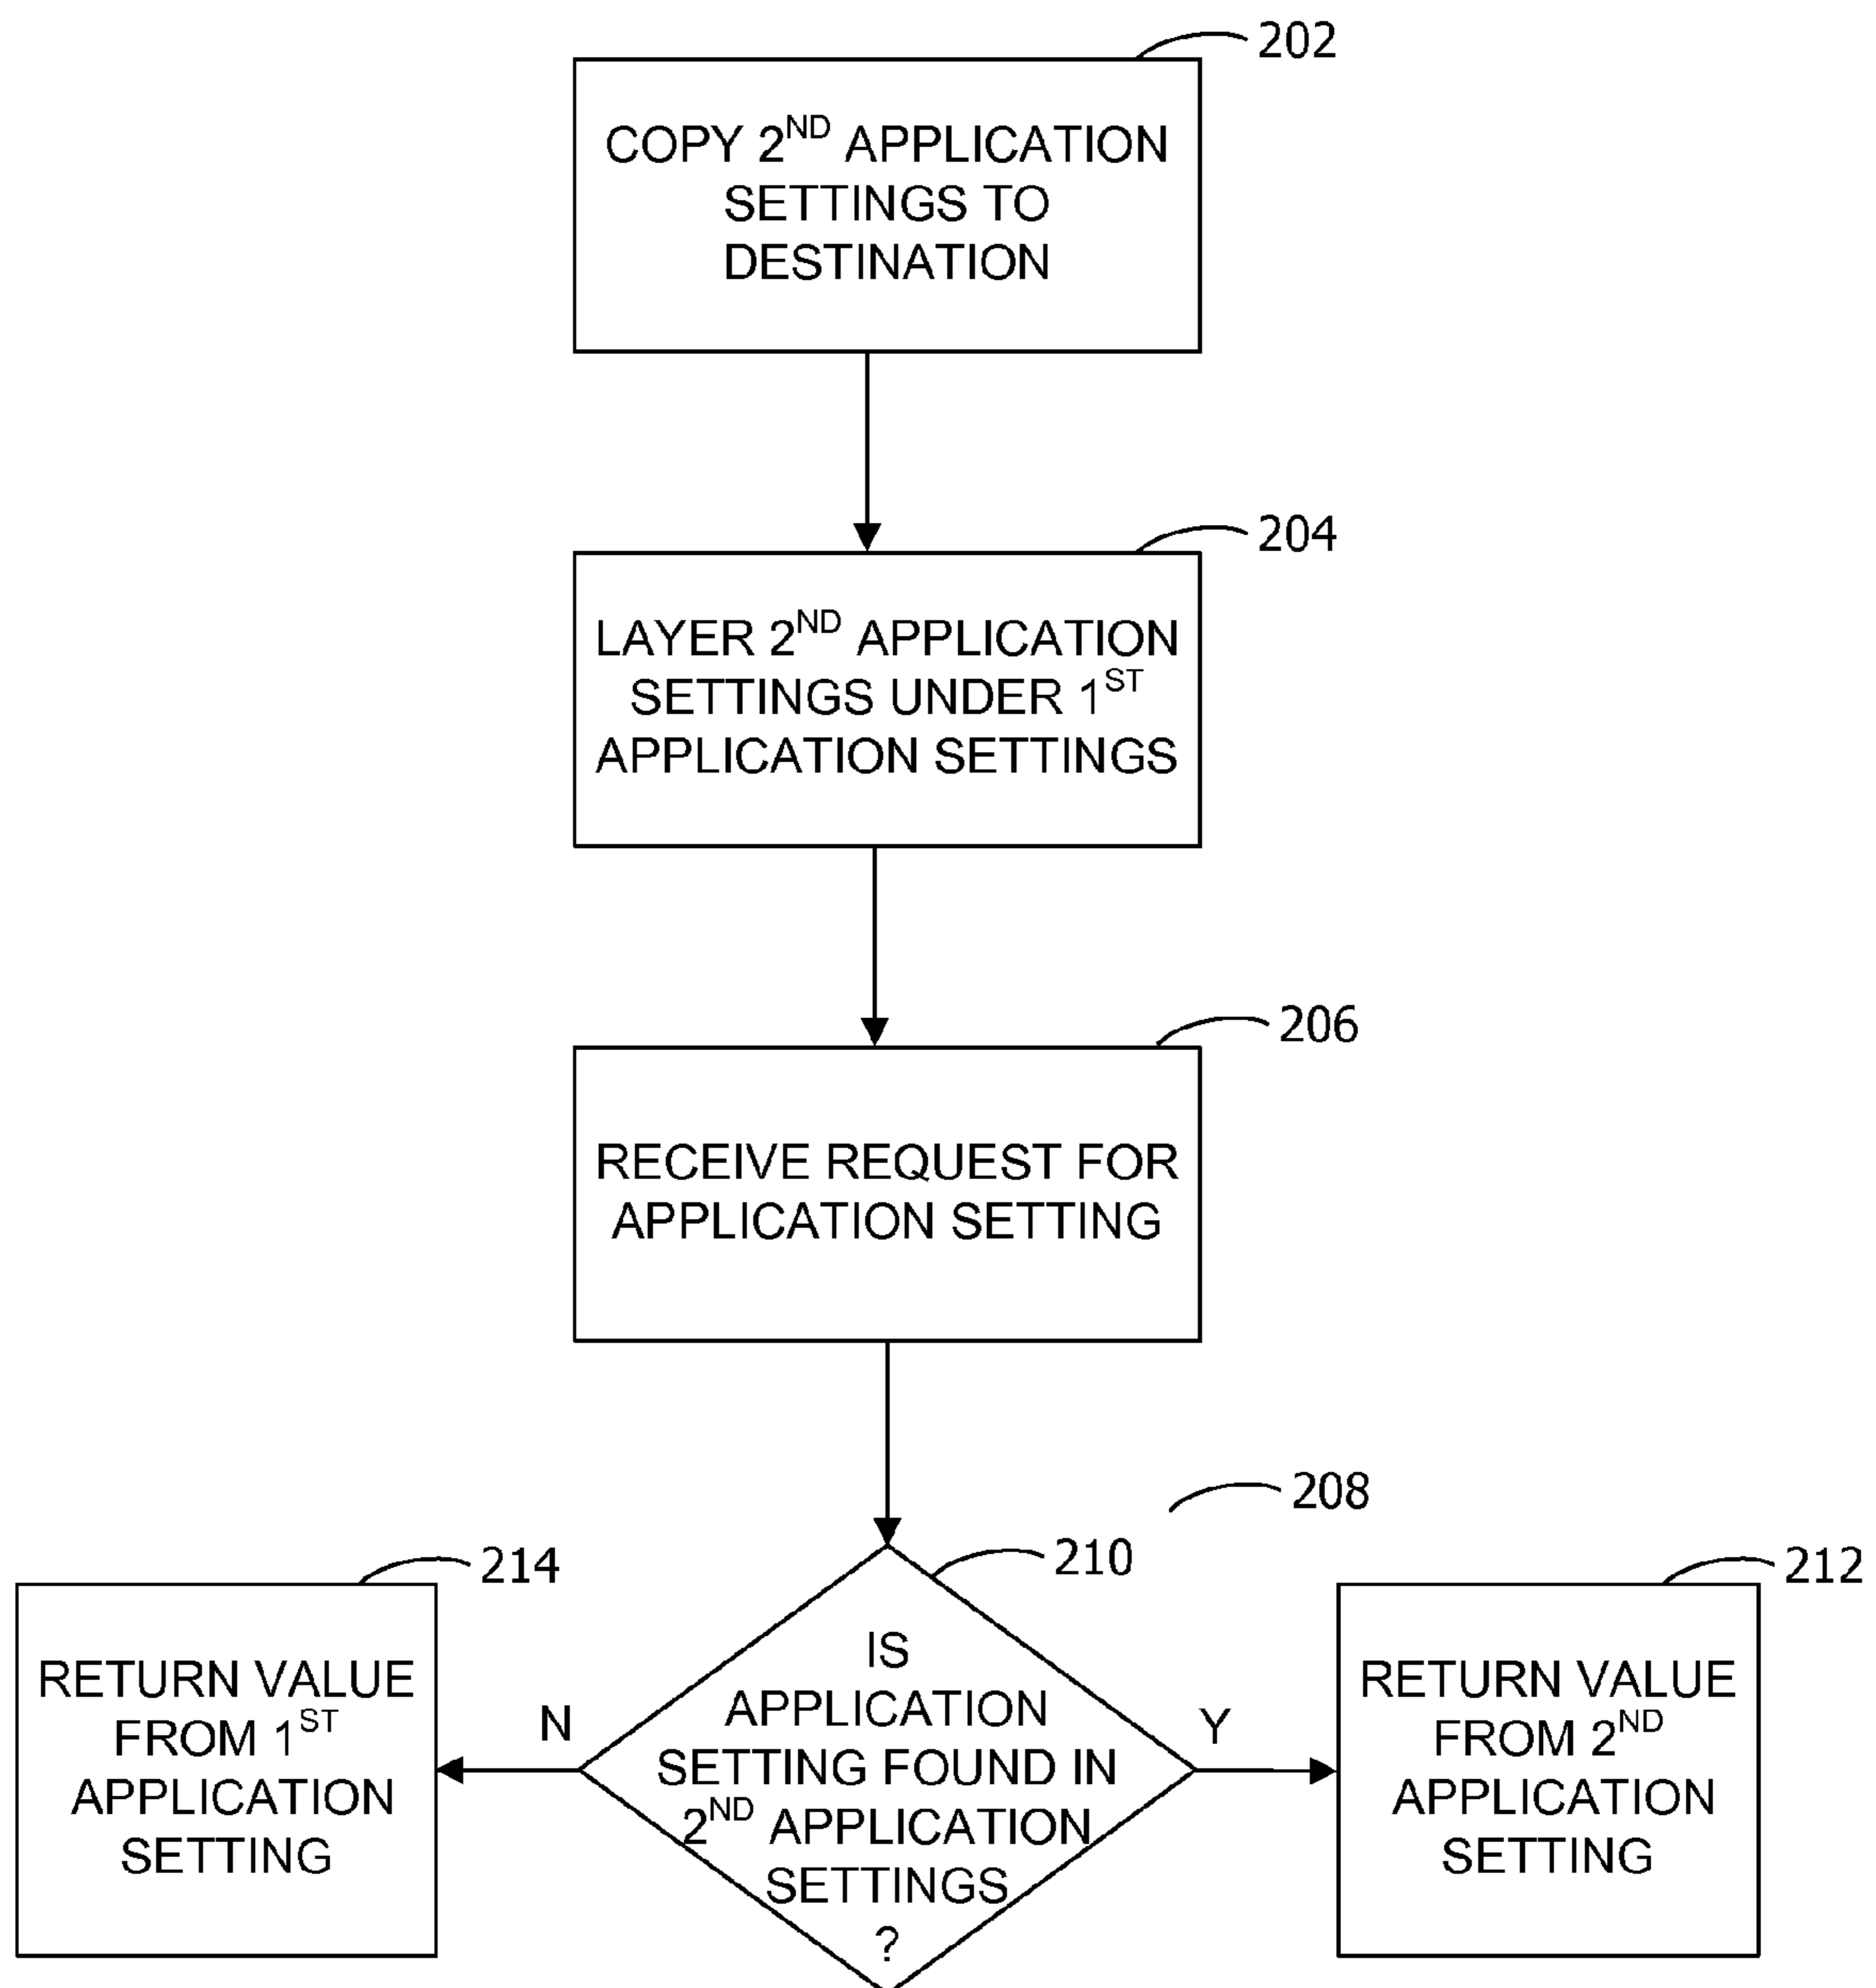 202
COPY 2ND APPLICATION
SETTINGS TO
DESTINATION
204
LAYER 2ND APPLICATION
SETTINGS UNDER 1ST
APPLICATION SETTINGS
206
RECEIVE REQUEST FOR
APPLICATION SETTING
208
210
IS
APPLICATION
SETTING FOUND IN
2ND APPLICATION
SETTINGS
?
N
214
RETURN VALUE
FROM 1ST
APPLICATION
SETTING
Y
212
RETURN VALUE
FROM 2ND
APPLICATION
SETTING